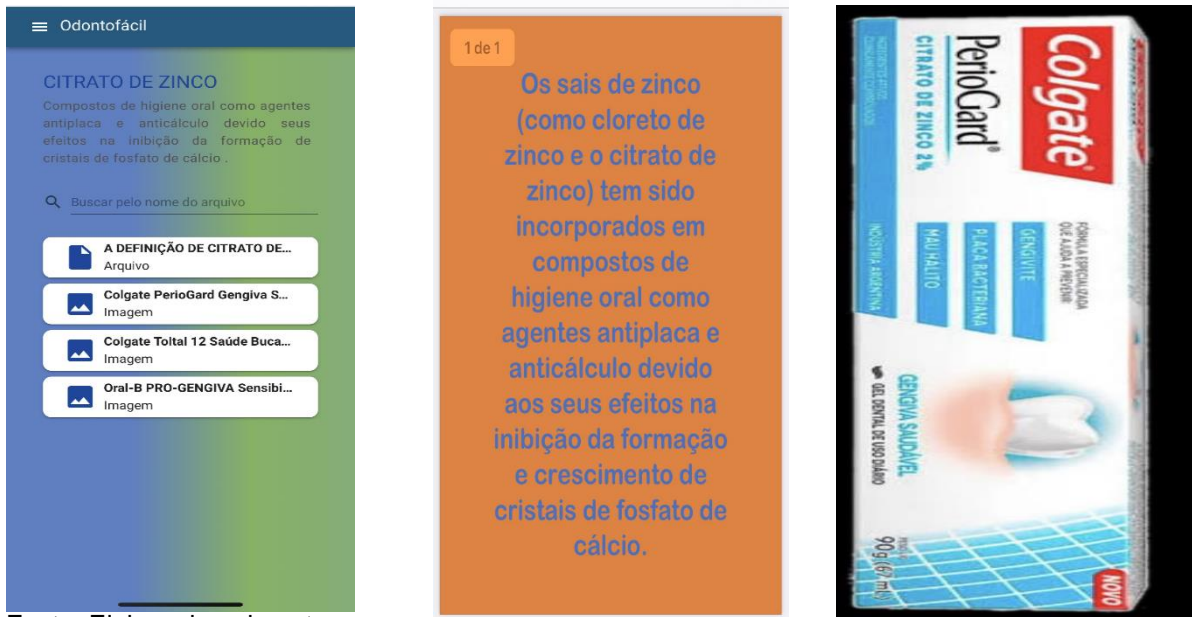 Odontofácil
CITRATO DE ZINCO
Compostos de higiene oral como agentes
antiplaca e anticálculo devido seus
efeitos na inibição da formação de
cristais de fosfato de cálcio .
Buscar pelo nome do arquivo
A DEFINIÇÃO DE CITRATO DE...
Arquivo
Colgate PerioGard Gengiva S...
Imagem
Colgate Toltal 12 Saúde Buca...
Imagem
Oral-B PRO-GENGIVA Sensibi...
Imagem
1 de 1
Os sais de zinco
(como cloreto de
zinco e o citrato de
zinco) tem sido
incorporados em
compostos de
higiene oral como
agentes antiplaca e
anticálculo devido
aos seus efeitos na
inibição da formação
e crescimento de
cristais de fosfato de
cálcio.
Colgate
PerioGard®
CITRATO DE ZINCO 2%
FÓRMULA ESPECIALIZADA
QUE AJUDA A PREVENIR:
GENGIVITE
PLACA BACTERIANA
MAU HÁLITO
INDÚSTRIA ARGENTINA
GENGIVA SAUDÁVEL
GEL DENTAL DE USO DIÁRIO
90g (67 mL)
NOVO